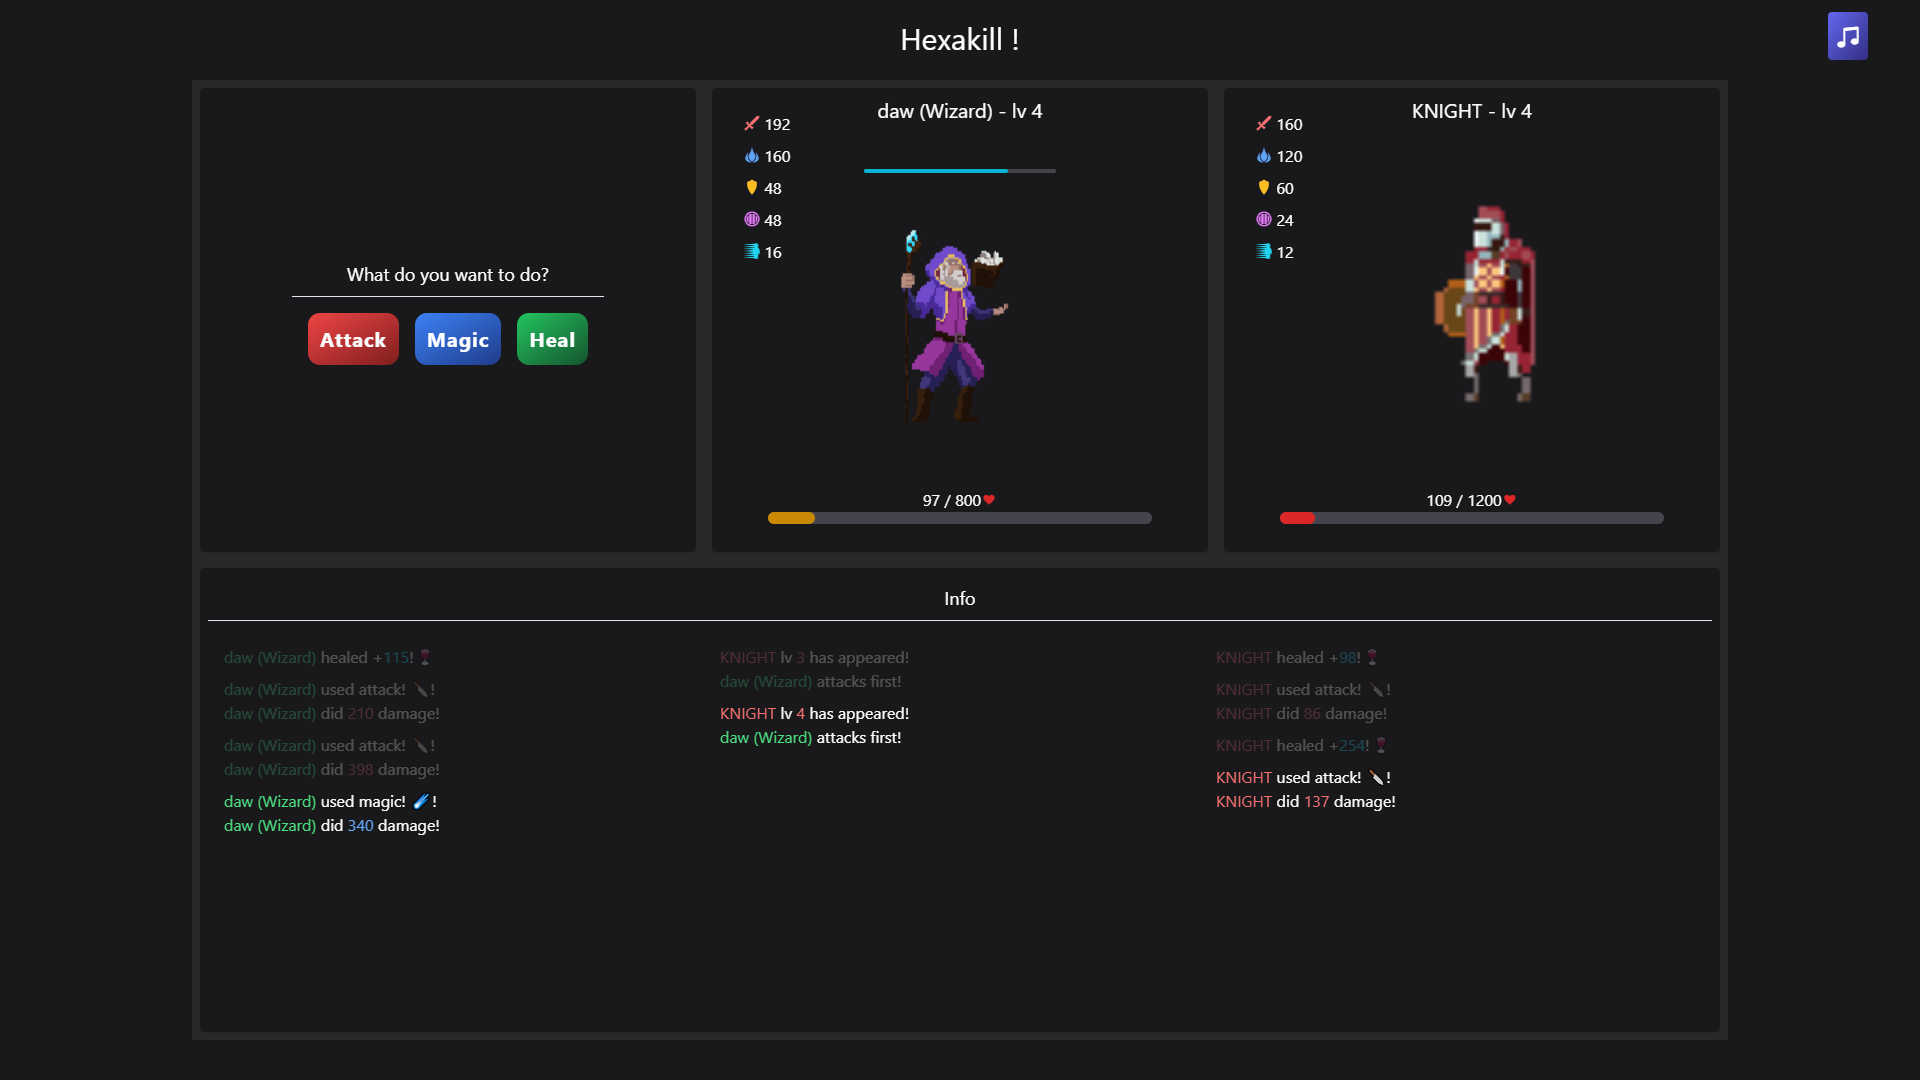 Hexakill !
What do you want to do?
Attack
Magic
Heal
daw (Wizard) - lv 4
192
160
48
48
16
97 / 800
KNIGHT - lv 4
160
120
60
24
12
109 / 1200
Info
daw (Wizard) healed +115!
daw (Wizard) used attack! !
daw (Wizard) did 210 damage!
daw (Wizard) used attack! !
daw (Wizard) did 398 damage!
daw (Wizard) used magic! !
daw (Wizard) did 340 damage!
KNIGHT lv 3 has appeared!
daw (Wizard) attacks first!
KNIGHT lv 4 has appeared!
daw (Wizard) attacks first!
KNIGHT healed +98!
KNIGHT used attack! !
KNIGHT did 86 damage!
KNIGHT healed +254!
KNIGHT used attack! !
KNIGHT did 137 damage!